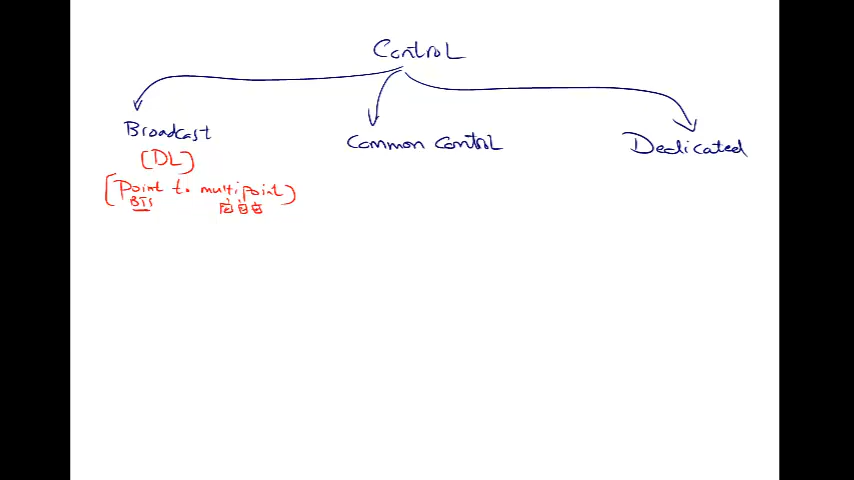 Control
Broadcast
Common Control
Dedicated
(DL)
(Point to multipoint)
BTS